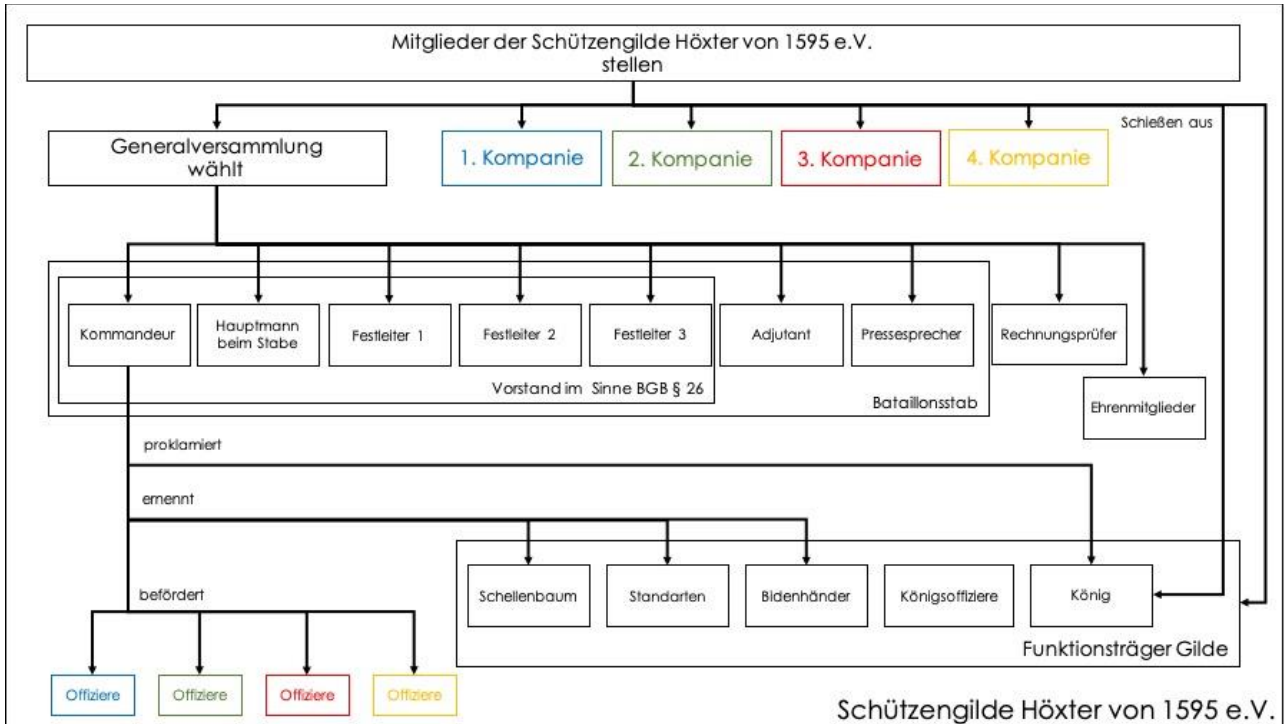 Mitglieder der Schützengilde Höxter von 1595 e.V.
stellen
Schießen aus
Generalversammlung
wählt
1. Kompanie
2. Kompanie
3. Kompanie
4. Kompanie
Kommandeur
Hauptmann
beim Stabe
Festleiter 1
Festleiter 2
Festleiter 3
Adjutant
Pressesprecher
Rechnungsprüfer
Vorstand im Sinne BGB § 26
Bataillonsstab
Ehrenmitglieder
proklamiert
ernennt
befördert
Schellenbaum
Standarten
Bidenhänder
Königsoffiziere
König
Funktionsträger Gilde
Offiziere
Offiziere
Offiziere
Offiziere
Schützengilde Höxter von 1595 e.V.